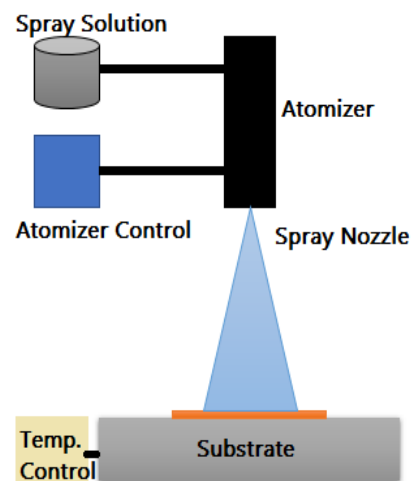 Spray Solution
Atomizer
Atomizer Control
Spray Nozzle
Temp.
Control
Substrate